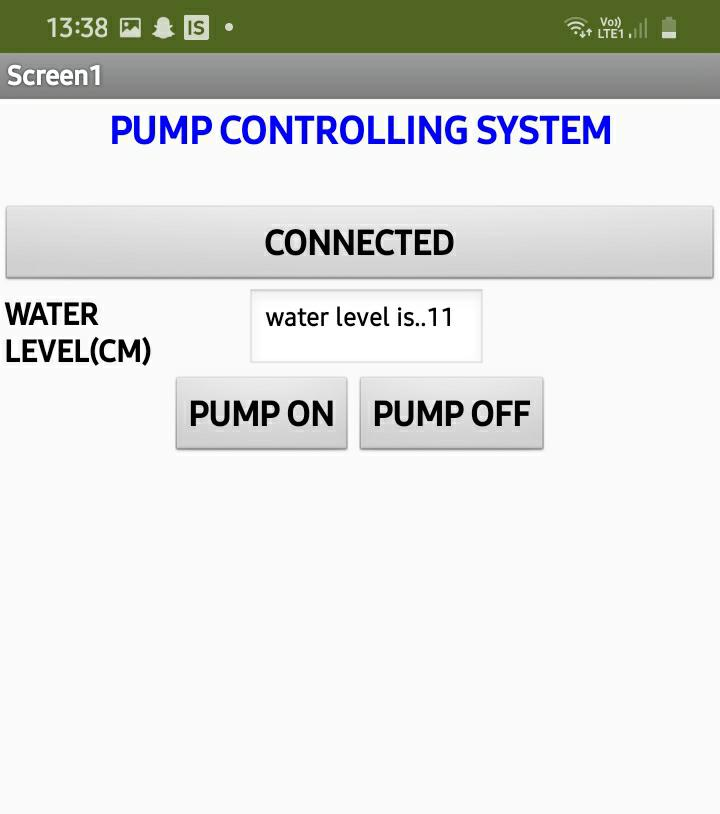 13:38 IS Vo)) LTE1
Screen1
PUMP CONTROLLING SYSTEM
CONNECTED
WATER
LEVEL(CM)
water level is..11
PUMP ON PUMP OFF